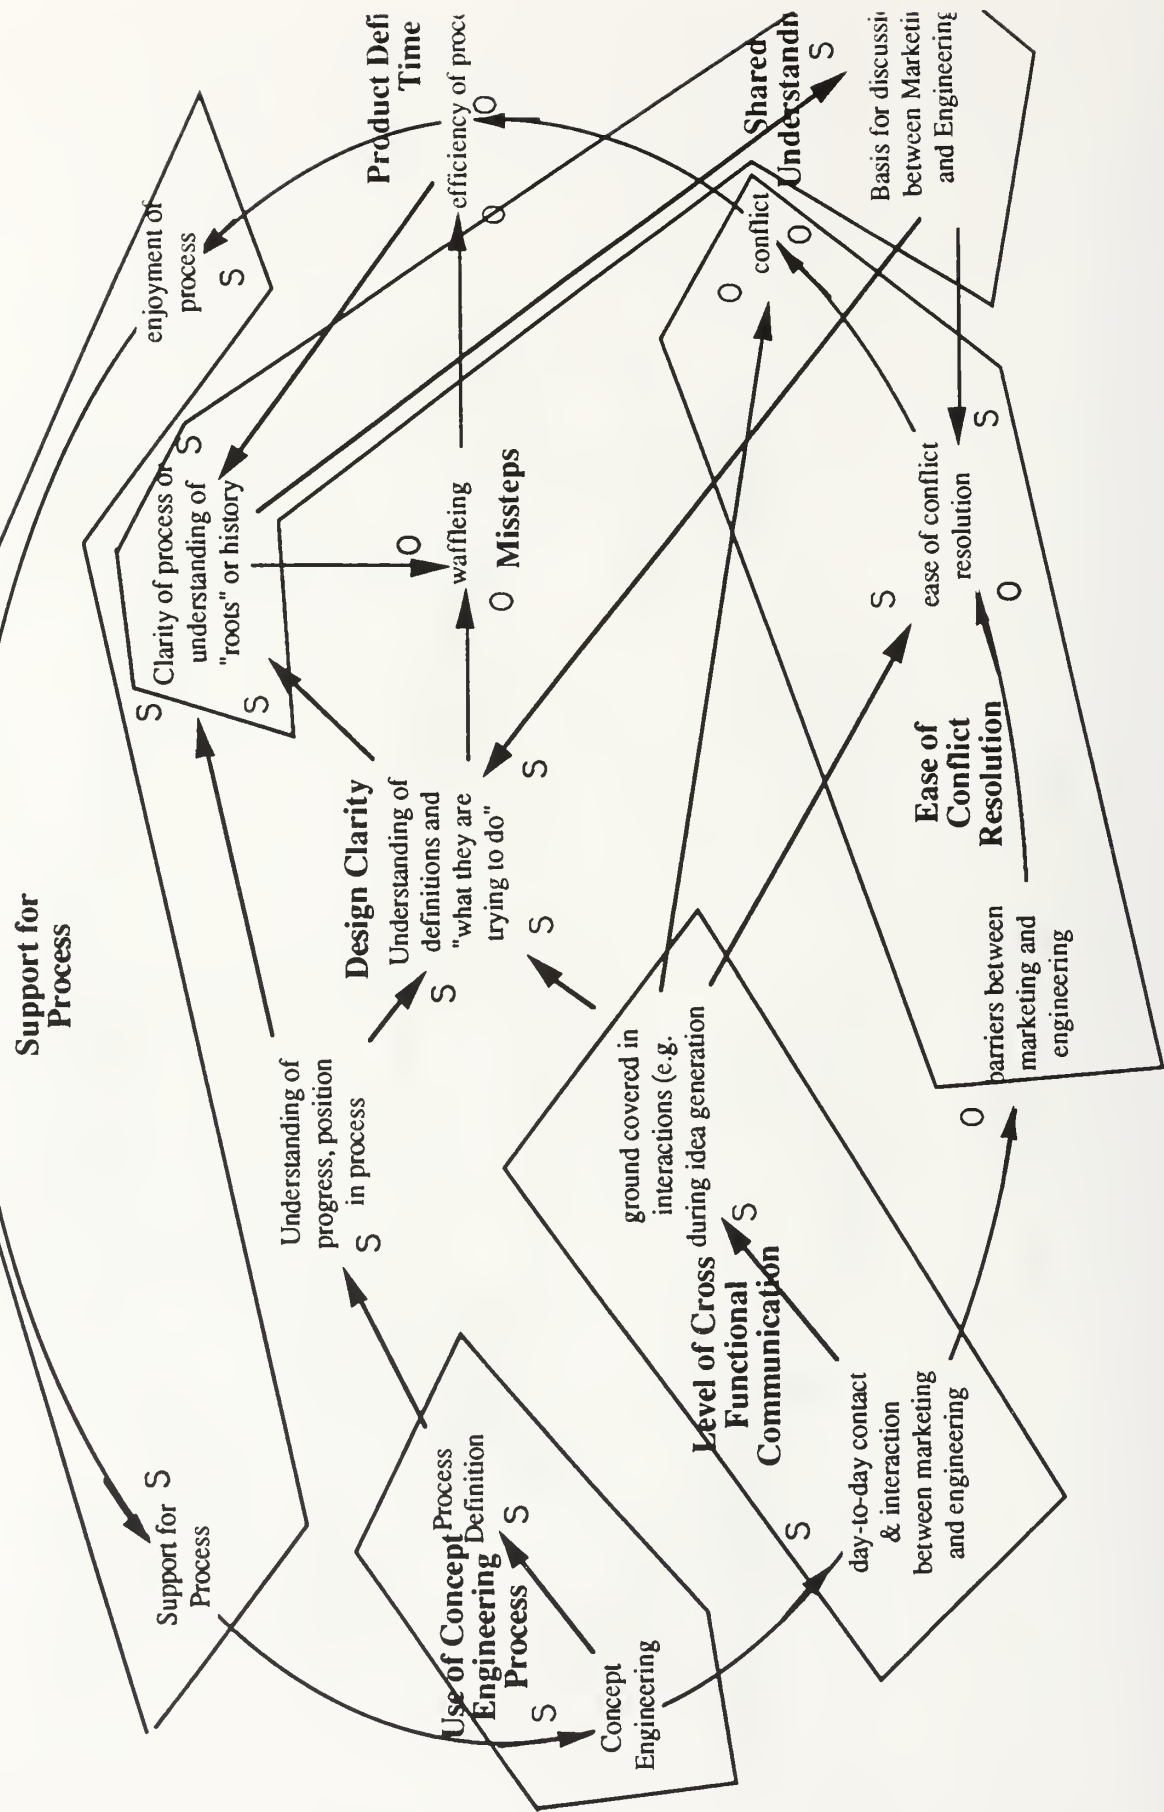 Support for
Process
Support for
Process
S
enjoyment of
process
S
Clarity of process or
understanding of
"roots" or history
S
S
S
Understanding of
progress, position
in process
S
Product Defi
Time
efficiency of proc
O
O
Design Clarity
Understanding of
definitions and
"what they are
trying to do"
S
S
S
waffleing
O
O
Missteps
Use of Concept
Engineering
Process
Process
Definition
S
Concept
Engineering
S
ground covered in
interactions (e.g.
during idea generation
S
Level of Cross
Functional
Communication
day-to-day contact
& interaction
between marketing
and engineering
S
conflict
O
O
Shared
Understandn
S
Basis for discussi
between Marketi
and Engineering
ease of conflict
resolution
S
S
O
Ease of
Conflict
Resolution
barriers between
marketing and
engineering
O